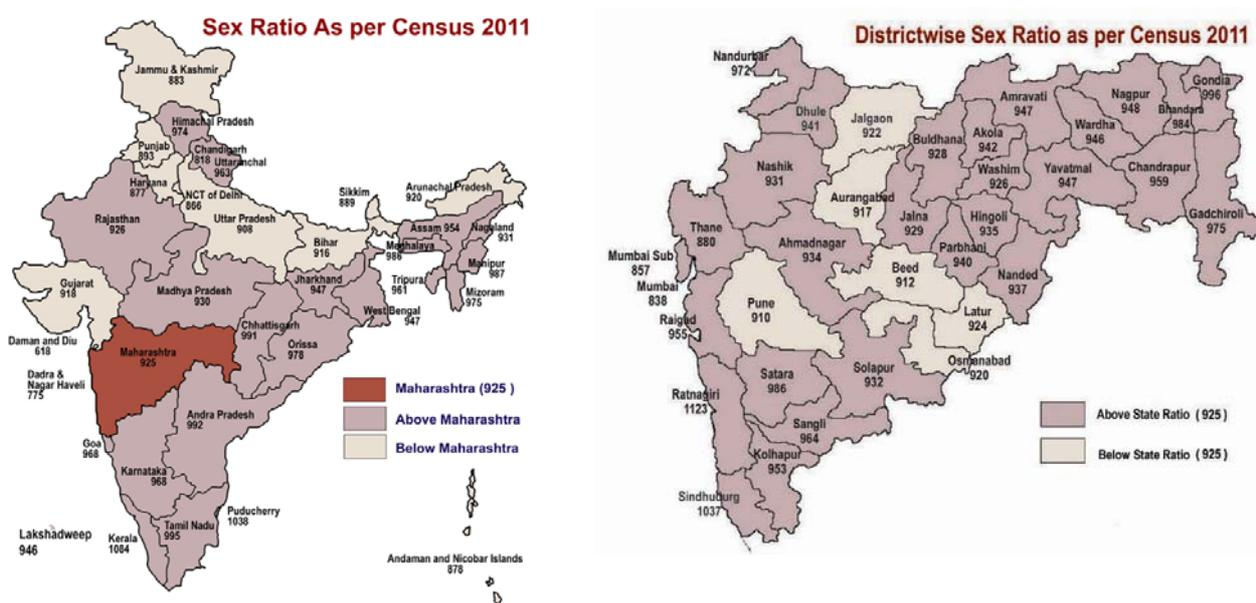 Sex Ratio As per Census 2011
Jammu & Kashmir
883
Himachal Pradesh
974
Punjab
893
Chandigarh
818
Uttaranchal
963
Haryana
877
NCT of Delhi
866
Rajasthan
926
Uttar Pradesh
908
Bihar
916
Sikkim
889
Arunachal Pradesh
920
Assam 954
Nagaland
931
Meghalaya
986
Manipur
987
Tripura
961
Mizoram
975
Gujarat
918
Madhya Pradesh
930
Jharkhand
947
West Bengal
947
Chhattisgarh
991
Orissa
978
Daman and Diu
618
Maharashtra
925
Dadra &
Nagar Haveli
775
Andra Pradesh
992
Goa
968
Karnataka
968
Puducherry
1038
Tamil Nadu
995
Kerala
1084
Lakshadweep
946
Andaman and Nicobar Islands
878
Maharashtra (925 )
Above Maharashtra
Below Maharashtra
Districtwise Sex Ratio as per Census 2011
Nandurbar
972
Dhule
941
Jalgaon
922
Buldhana
928
Akola
942
Amravati
947
Wardha
946
Nagpur
948
Bhandara
984
Gondia
996
Nashik
931
Aurangabad
917
Washim
926
Yavatmal
947
Chandrapur
959
Gadchiroli
975
Thane
880
Ahmadnagar
934
Jalna
929
Hingoli
935
Parbhani
940
Nanded
937
Mumbai Sub
857
Mumbai
838
Raigad
955
Pune
910
Beed
912
Latur
924
Osmanabad
920
Satara
986
Solapur
932
Ratnagiri
1123
Sangli
964
Kolhapur
953
Sindhuburg
1037
Above State Ratio ( 925 )
Below State Ratio ( 925 )